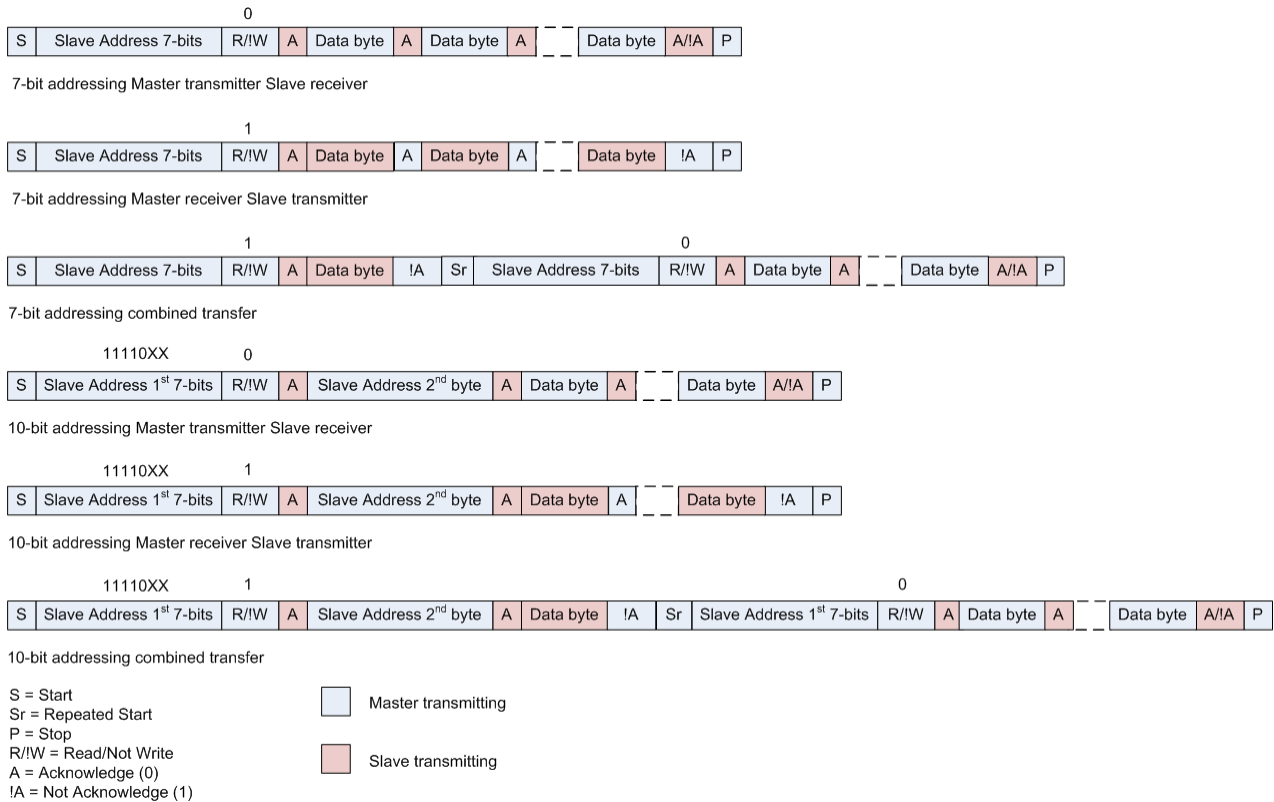 0
S Slave Address 7-bits R/!W A Data byte A Data byte A Data byte A/!A P
7-bit addressing Master transmitter Slave receiver
1
S Slave Address 7-bits R/!W A Data byte A Data byte A Data byte !A P
7-bit addressing Master receiver Slave transmitter
1 0
S Slave Address 7-bits R/!W A Data byte !A Sr Slave Address 7-bits R/!W A Data byte A Data byte A/!A P
7-bit addressing combined transfer
11110XX 0
S Slave Address 1st 7-bits R/!W A Slave Address 2nd byte A Data byte A Data byte A/!A P
10-bit addressing Master transmitter Slave receiver
11110XX 1
S Slave Address 1st 7-bits R/!W A Slave Address 2nd byte A Data byte A Data byte !A P
10-bit addressing Master receiver Slave transmitter
11110XX 1 0
S Slave Address 1st 7-bits R/!W A Slave Address 2nd byte A Data byte !A Sr Slave Address 1st 7-bits R/!W A Data byte A Data byte A/!A P
10-bit addressing combined transfer
S = Start
Sr = Repeated Start
P = Stop
R/!W = Read/Not Write
A = Acknowledge (0)
!A = Not Acknowledge (1)
Master transmitting
Slave transmitting